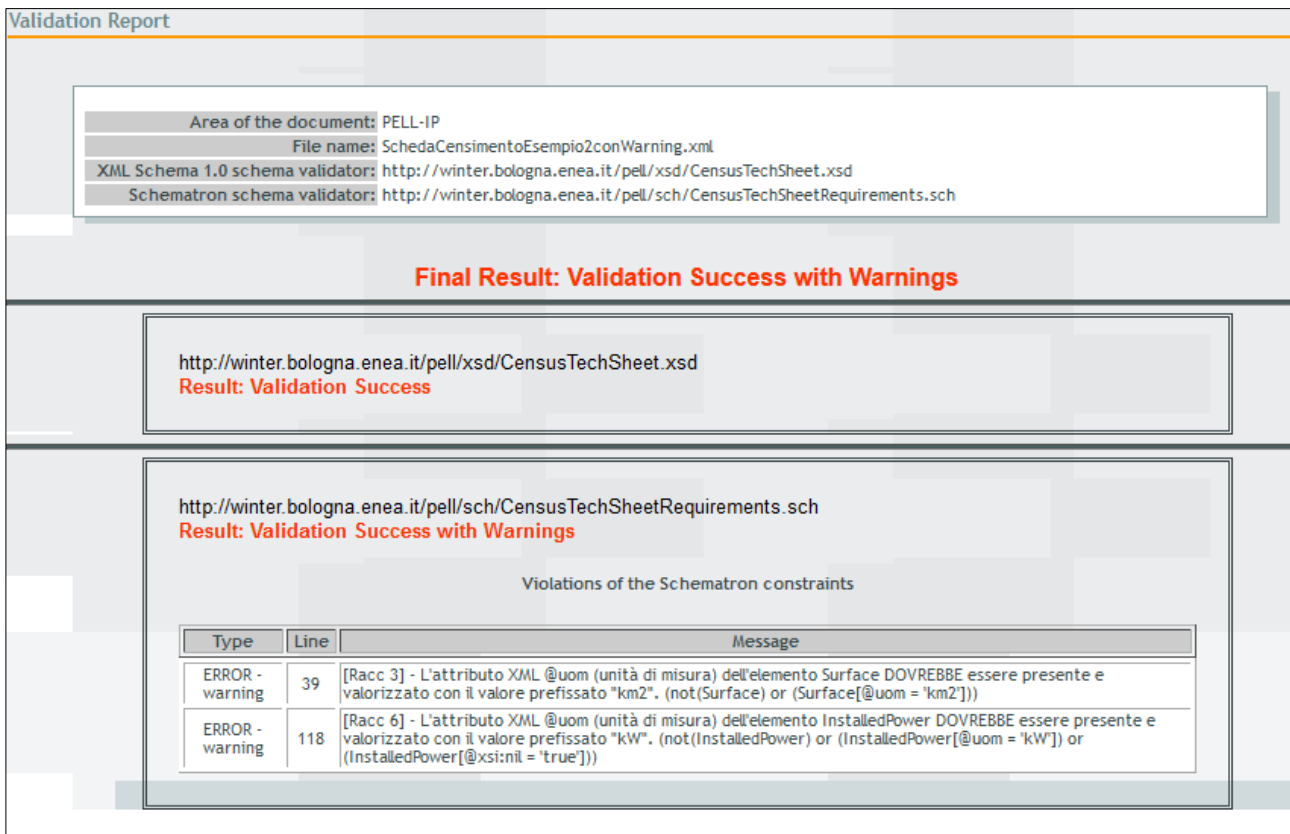 Validation Report
Area of the document: PELL-IP
File name: SchedaCensimentoEsempio2conWarning.xml
XML Schema 1.0 schema validator: http://winter.bologna.enea.it/pell/xsd/CensusTechSheet.xsd
Schematron schema validator: http://winter.bologna.enea.it/pell/sch/CensusTechSheetRequirements.sch
Final Result: Validation Success with Warnings
http://winter.bologna.enea.it/pell/xsd/CensusTechSheet.xsd
Result: Validation Success
http://winter.bologna.enea.it/pell/sch/CensusTechSheetRequirements.sch
Result: Validation Success with Warnings
Violations of the Schematron constraints
Type Line Message
ERROR - warning 39 [Racc 3] - L'attributo XML @uom (unità di misura) dell'elemento Surface DOVREBBE essere presente e
valorizzato con il valore prefissato "km2". (not(Surface) or (Surface[@uom = 'km2']))
ERROR - warning 118 [Racc 6] - L'attributo XML @uom (unità di misura) dell'elemento InstalledPower DOVREBBE essere presente e
valorizzato con il valore prefissato "kW". (not(InstalledPower) or (InstalledPower[@uom = 'kW']) or
(InstalledPower[@xsi:nil = 'true']))